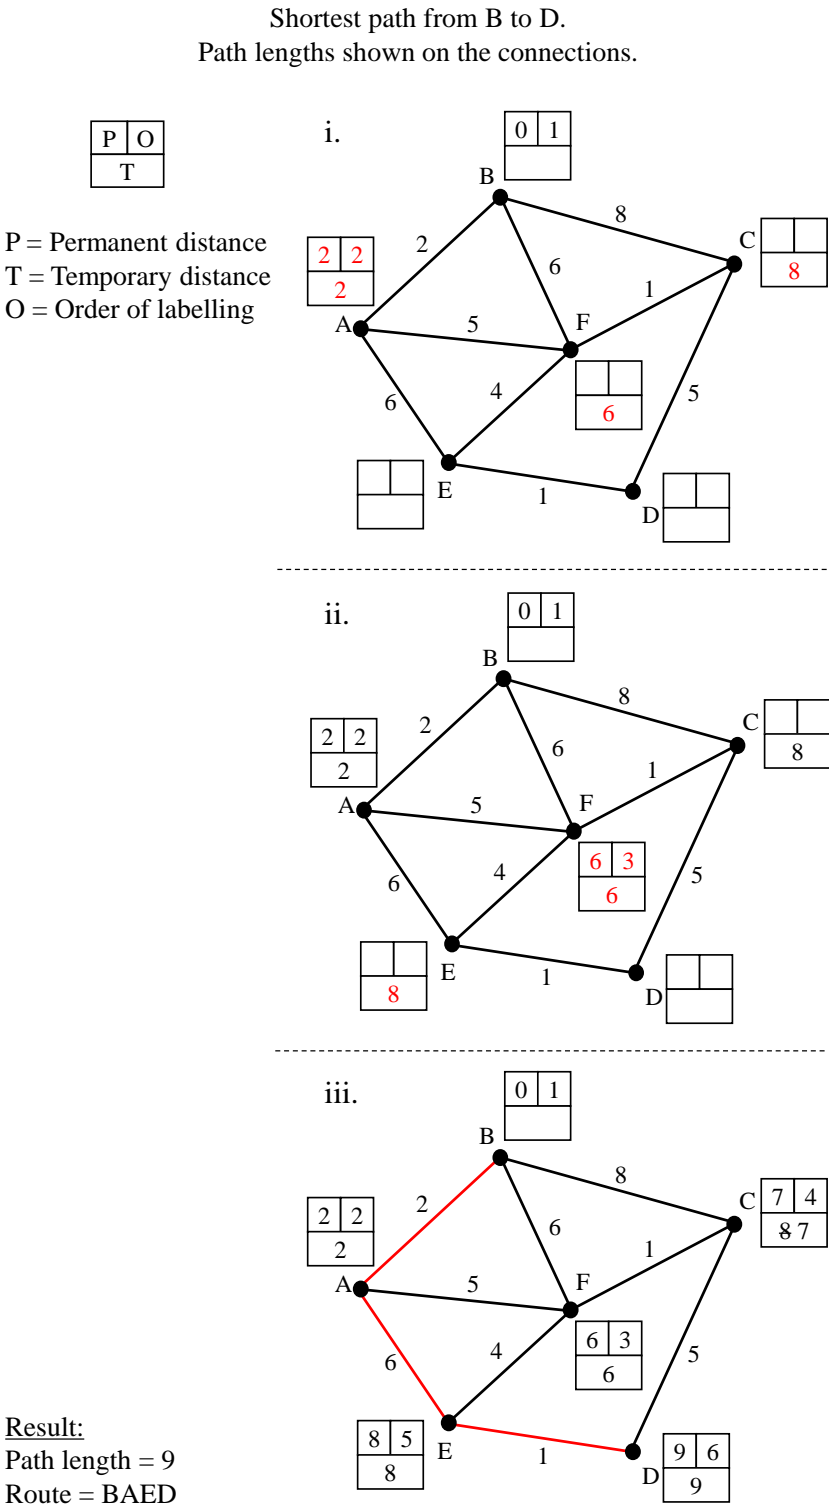 Shortest path from B to D.
Path lengths shown on the connections.
P O
T
P = Permanent distance
T = Temporary distance
O = Order of labelling
i.
0 1
B
8
C
8
2
2 2
2
6
1
A
5
F
6
4
5
6
E
1
D
ii.
0 1
B
8
C
8
2
2 2
2
6
1
A
5
F
6 3
6
4
5
6
E
8
1
D
iii.
0 1
B
8
C
7 4
8 7
2
2 2
2
6
1
A
5
F
6 3
6
4
5
6
E
8 5
8
1
D
9 6
9
Result:
Path length = 9
Route = BAED